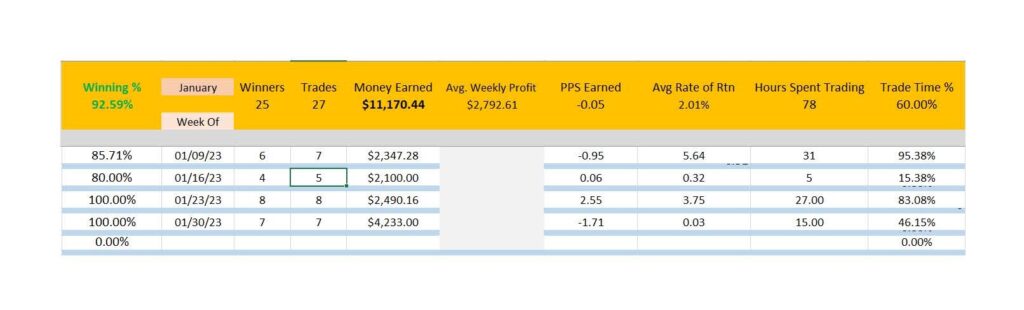 Winning % January Winners Trades Money Earned Avg. Weekly Profit PPS Earned Avg Rate of Rtn Hours Spent Trading Trade Time %
92.59% 25 27 $11,170.44 $2,792.61 -0.05 2.01% 78 60.00%
Week Of
85.71% 01/09/23 6 7 $2,347.28 -0.95 5.64 31 95.38%
80.00% 01/16/23 4 5 $2,100.00 0.06 0.32 5 15.38%
100.00% 01/23/23 8 8 $2,490.16 2.55 3.75 27.00 83.08%
100.00% 01/30/23 7 7 $4,233.00 -1.71 0.03 15.00 46.15%
0.00% 0.00%